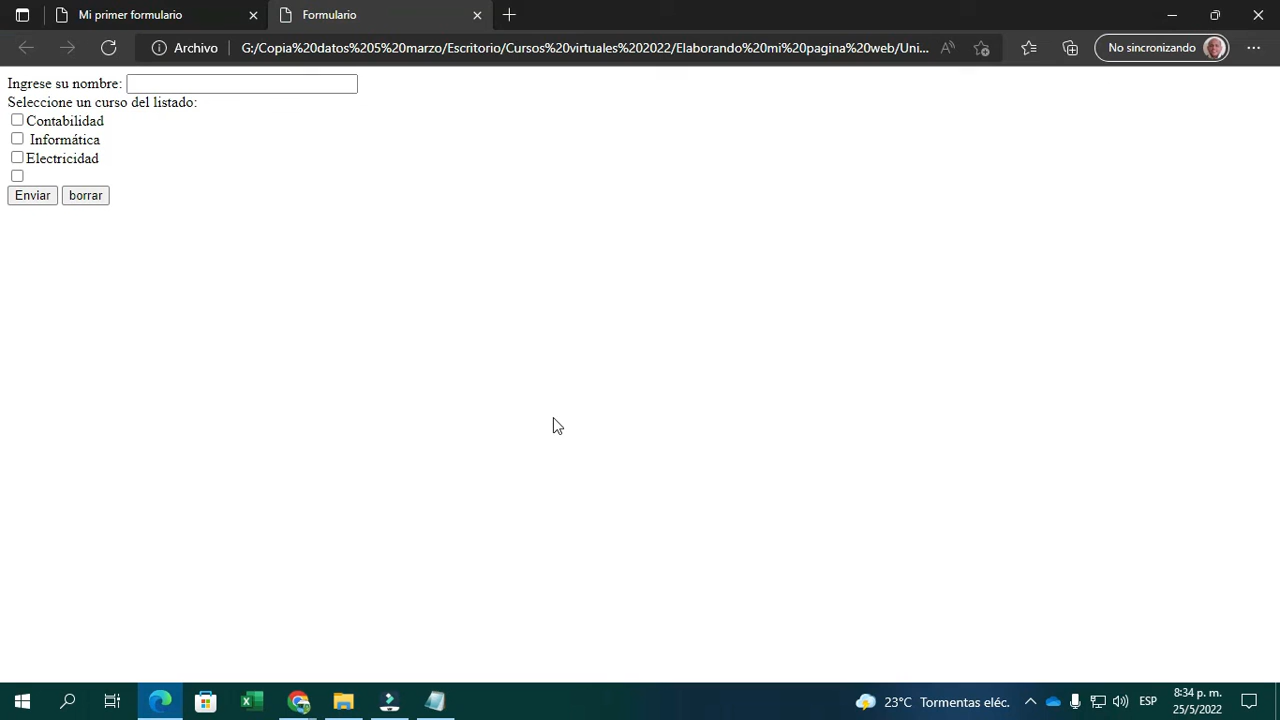 Mi primer formulario
Formulario
Archivo
G:/Copia%20datos%205%20marzo/Escritorio/Cursos%20virtuales%202022/Elaborando%20mi%20pagina%20web/Uni...
No sincronizando
Ingrese su nombre:
Seleccione un curso del listado:
Contabilidad
Informática
Electricidad
Enviar borrar
23°C Tormentas eléc.
ESP
8:34 p. m.
25/5/2022